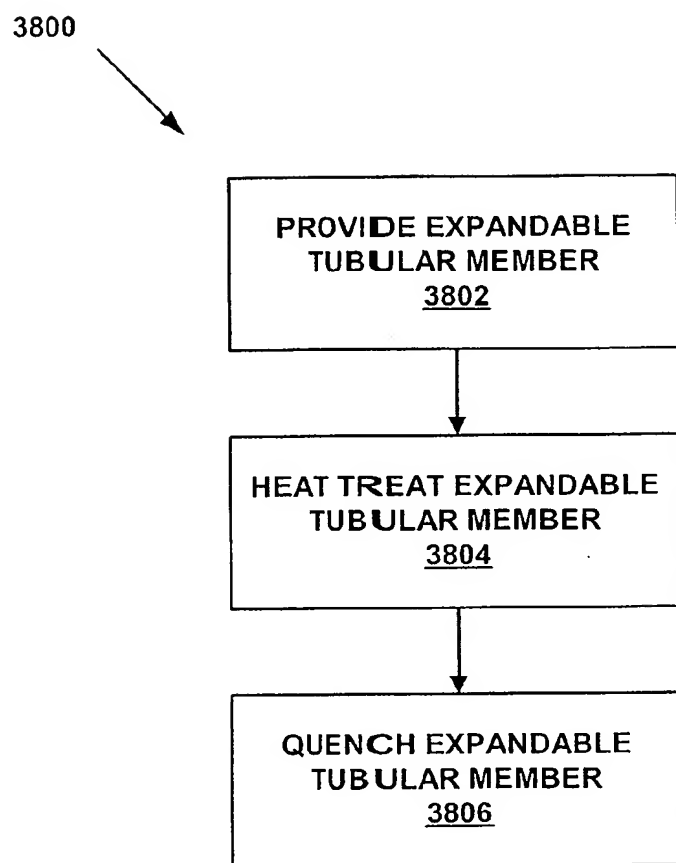 3800
PROVIDE EXPANDABLE
TUBULAR MEMBER
3802
HEAT TREAT EXPANDABLE
TUBULAR MEMBER
3804
QUENCH EXPANDABLE
TUBULAR MEMBER
3806